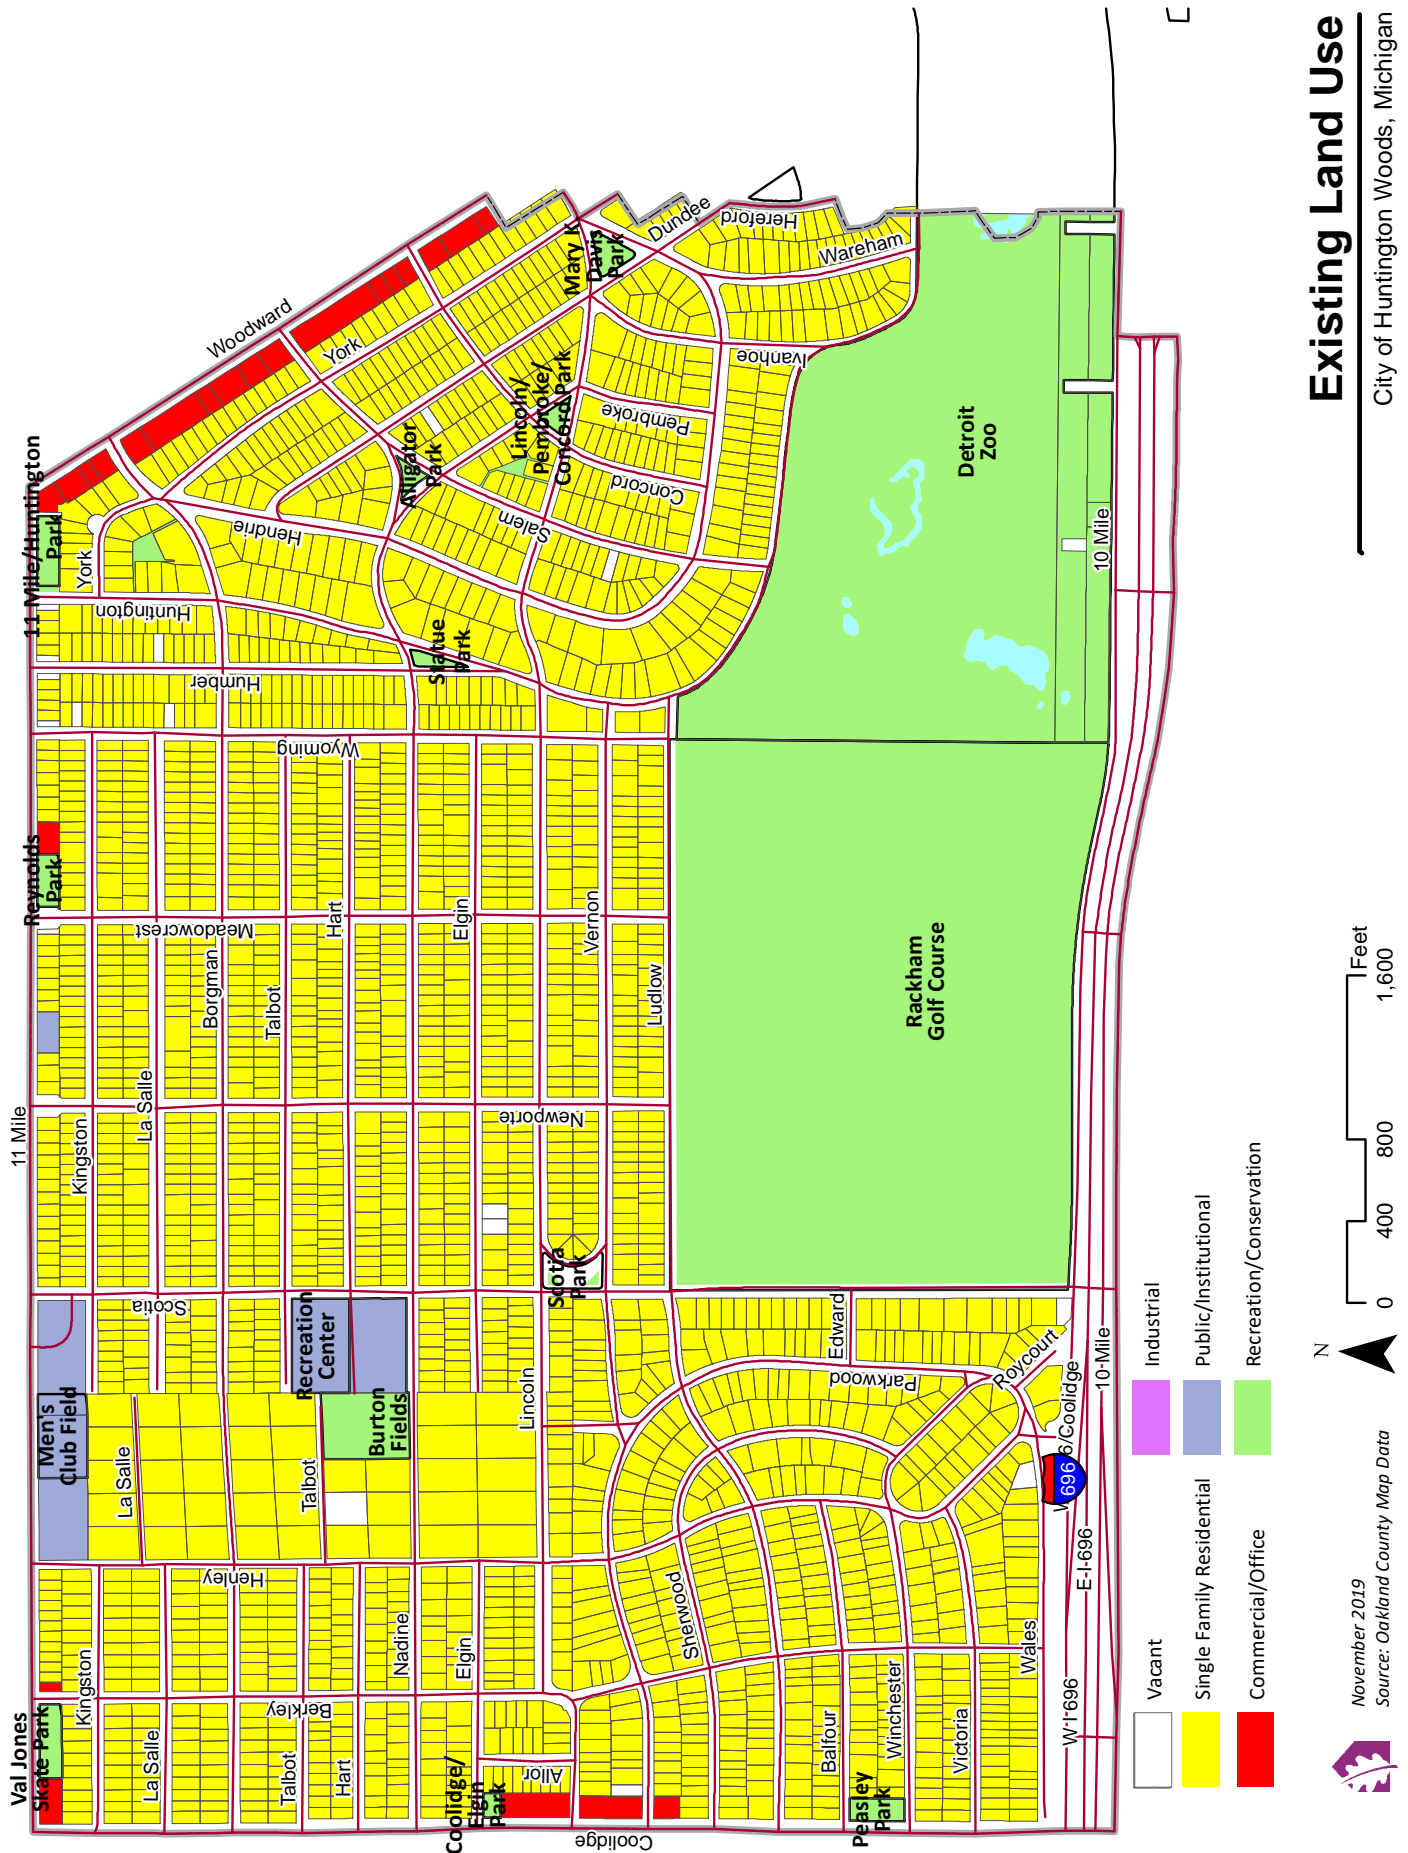 Existing Land Use
City of Huntington Woods, Michigan
11 Mile
Val Jones
Skate Park
Men's
Club Field
Reynolds
Park
11 Mile/Huntington
Park
Kingston
Kingston
York
La Salle
La Salle
La Salle
Scotia
Borgman
Meadowcrest
Huntington
Humber
Hendrie
York
Woodward
Berkley
Henley
Talbot
Talbot
Talbot
Hart
Hart
Recreation
Center
Burton
Fields
Wyoming
Nadine
Elgin
Elgin
Alligator
Park
Statue
Park
Coolidge/
Elgin
Park
Allor
Lincoln
Newporte
Salem
Lincoln/
Pembroke/
Concord Park
Mary K
Davis
Park
Scotia
Park
Vernon
Concord
Pembroke
Dundee
Coolidge
Ludlow
Sherwood
Ivanhoe
Hereford
Wareham
Balfour
Peasley
Park
Winchester
Edward
Parkwood
Rackham
Golf Course
Detroit
Zoo
Victoria
Roycourt
Wales
W-I-696
E-I-696
696
10 Mile
10 Mile
Vacant
Single Family Residential
Commercial/Office
Industrial
Public/Institutional
Recreation/Conservation
N
0
400
800
1,600
Feet
November 2019
Source: Oakland County Map Data